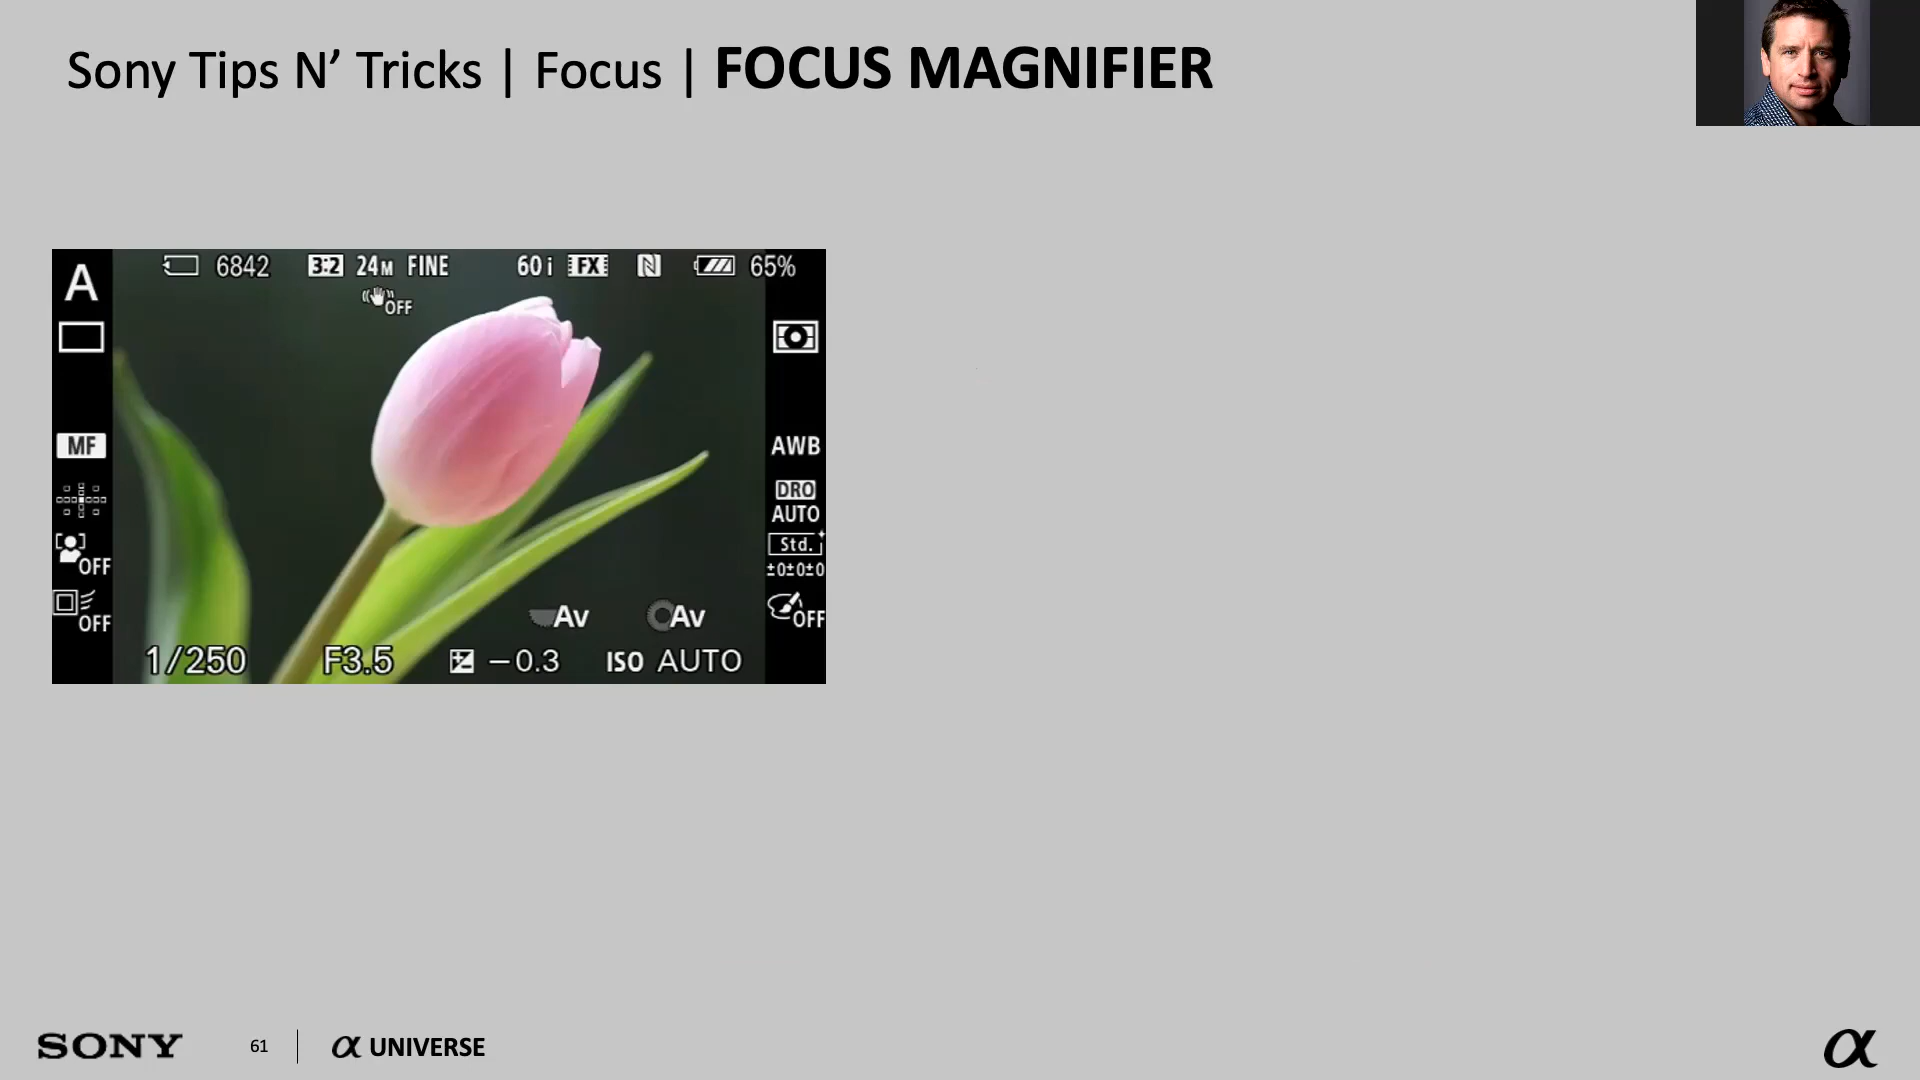 Sony Tips N’ Tricks | Focus | FOCUS MAGNIFIER
A
6842 3:2 24M FINE 60i FX N 65%
OFF
MF
AWB
DRO
AUTO
Std.
±0±0±0
OFF
OFF
OFF
Av Av
1/250 F3.5 −0.3 ISO AUTO
SONY 61 | α UNIVERSE
α